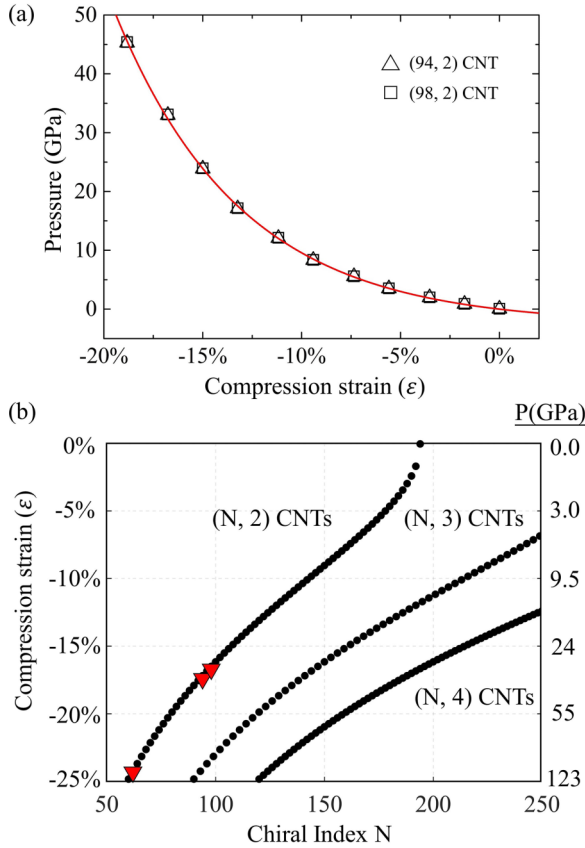 (a)
50
40
30
20
10
0
Pressure (GPa)
(94, 2) CNT
(98, 2) CNT
-20%
-15%
-10%
-5%
0%
Compression strain (ε)
(b)
P(GPa)
0%
-5%
-10%
-15%
-20%
-25%
Compression strain (ε)
(N, 2) CNTs
(N, 3) CNTs
(N, 4) CNTs
0.0
3.0
9.5
24
55
123
50
100
150
200
250
Chiral Index N